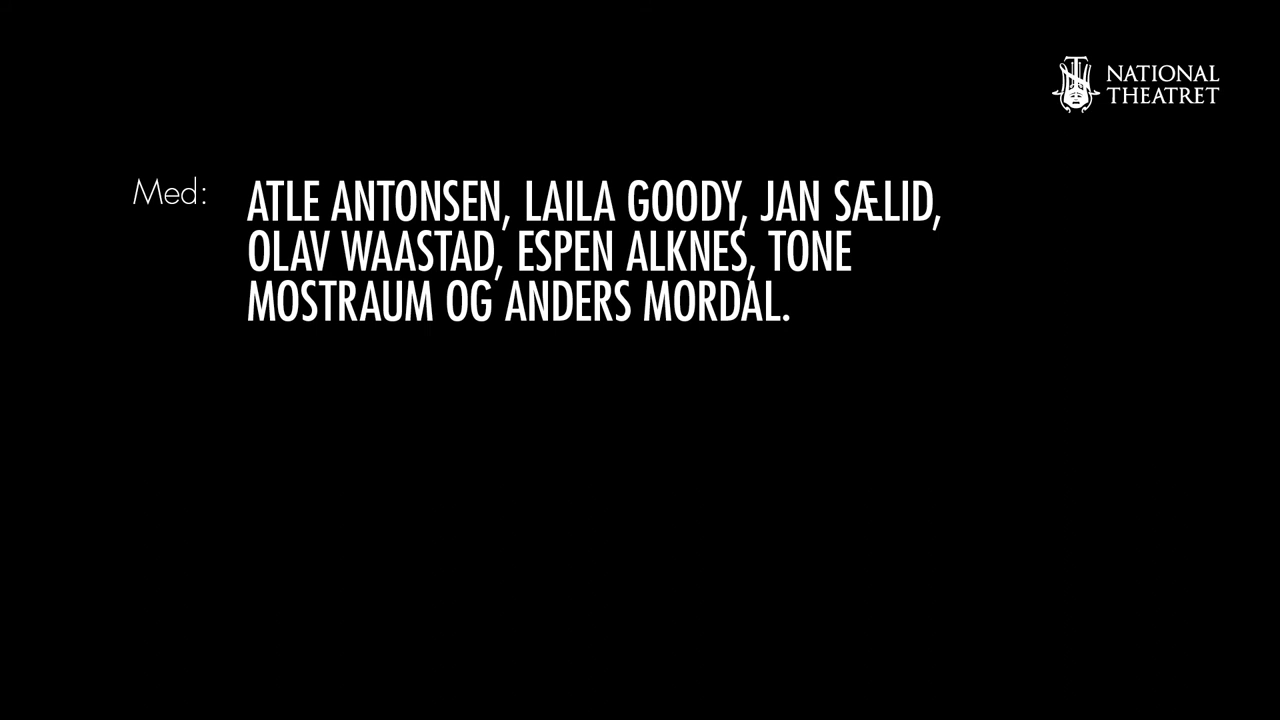 NATIONAL
THEATRET
Med:
ATLE ANTONSEN, LAILA GOODY, JAN SÆLID,
OLAV WAASTAD, ESPEN ALKNES, TONE
MOSTRAUM OG ANDERS MORDAL.